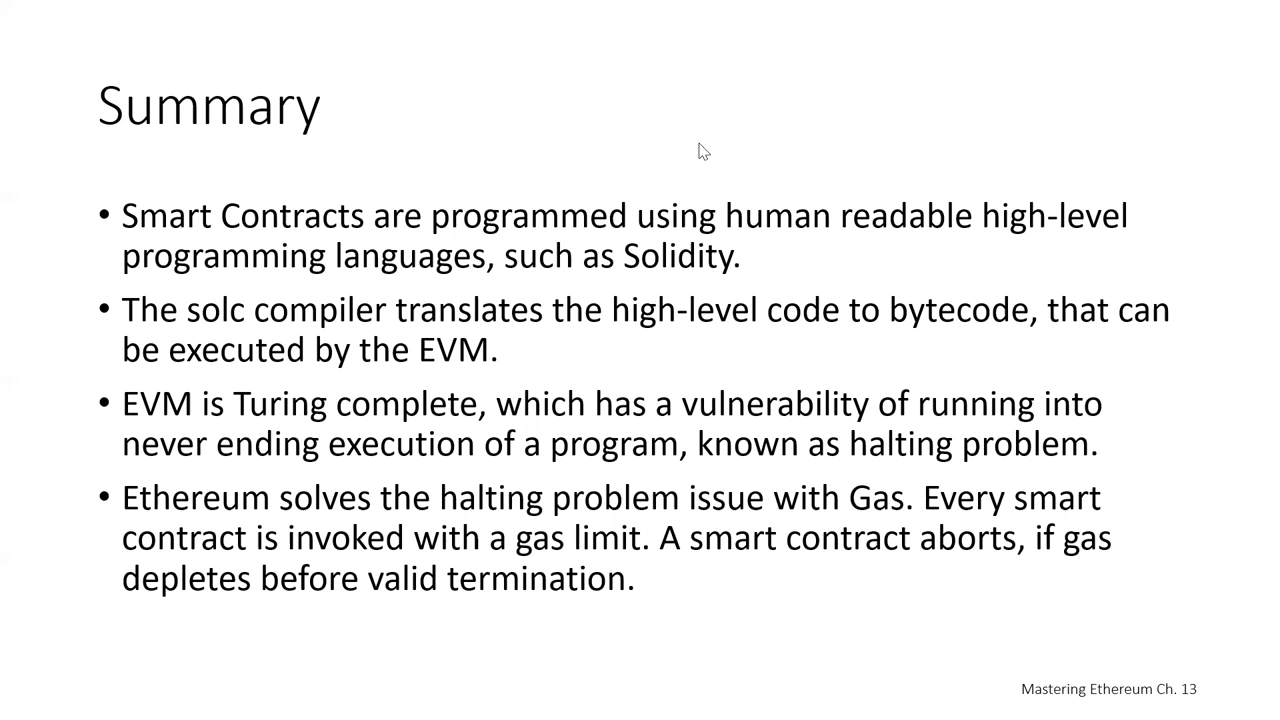 Summary
• Smart Contracts are programmed using human readable high-level
programming languages, such as Solidity.
• The solc compiler translates the high-level code to bytecode, that can
be executed by the EVM.
• EVM is Turing complete, which has a vulnerability of running into
never ending execution of a program, known as halting problem.
• Ethereum solves the halting problem issue with Gas. Every smart
contract is invoked with a gas limit. A smart contract aborts, if gas
depletes before valid termination.
Mastering Ethereum Ch. 13